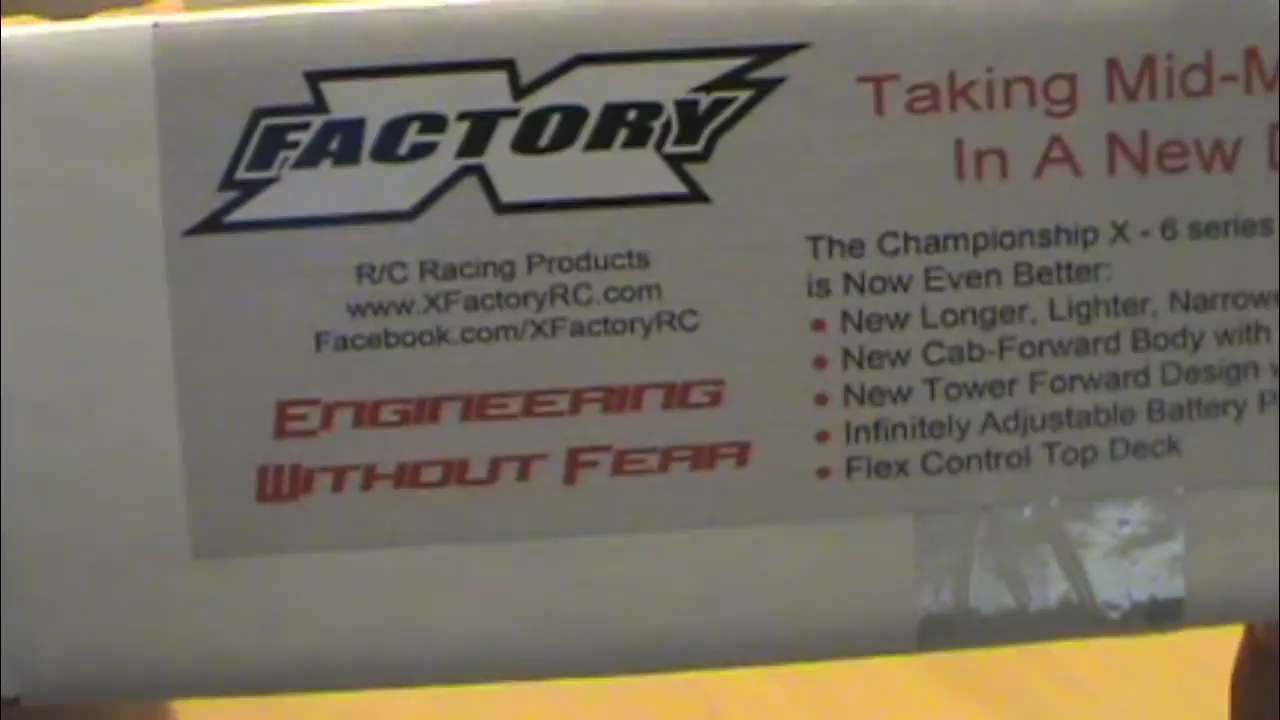 X FACTORY
R/C Racing Products
www.XFactoryRC.com
Facebook.com/XFactoryRC
ENGINEERING
WITHOUT FEAR
Taking Mid-M
In A New
The Championship X - 6 series
is Now Even Better:
• New Longer, Lighter, Narrow
• New Cab-Forward Body with
• New Tower Forward Design
• Infinitely Adjustable Battery
• Flex Control Top Deck